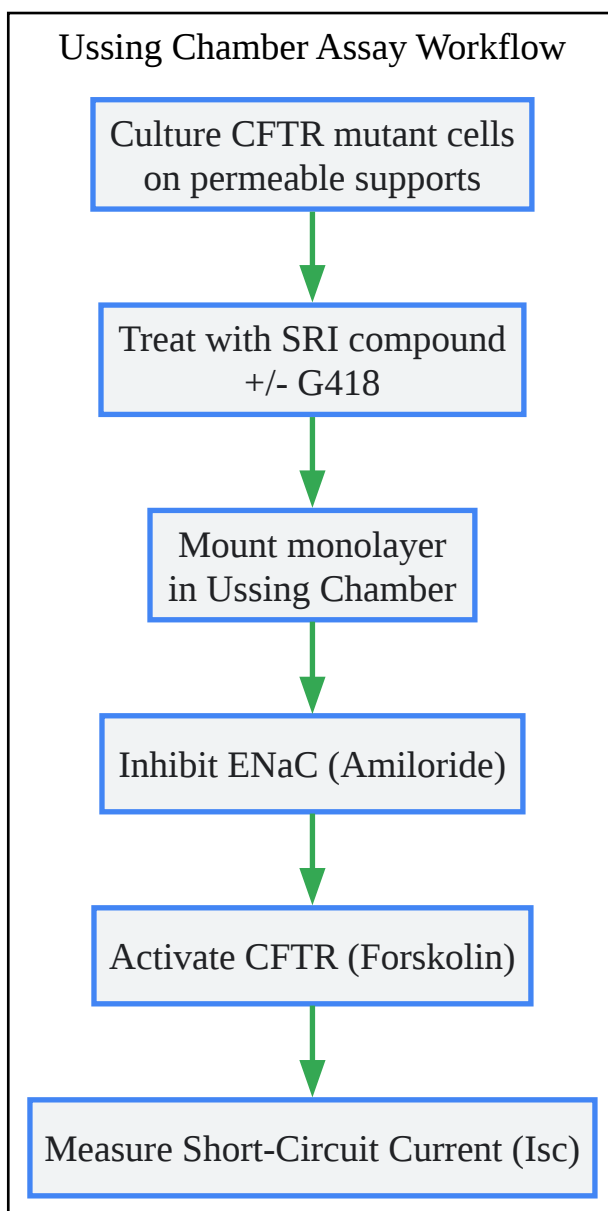 Ussing Chamber Assay Workflow
Culture CFTR mutant cells
on permeable supports
Treat with SRI compound
+/- G418
Mount monolayer
in Ussing Chamber
Inhibit ENaC (Amiloride)
Activate CFTR (Forskolin)
Measure Short-Circuit Current (Isc)